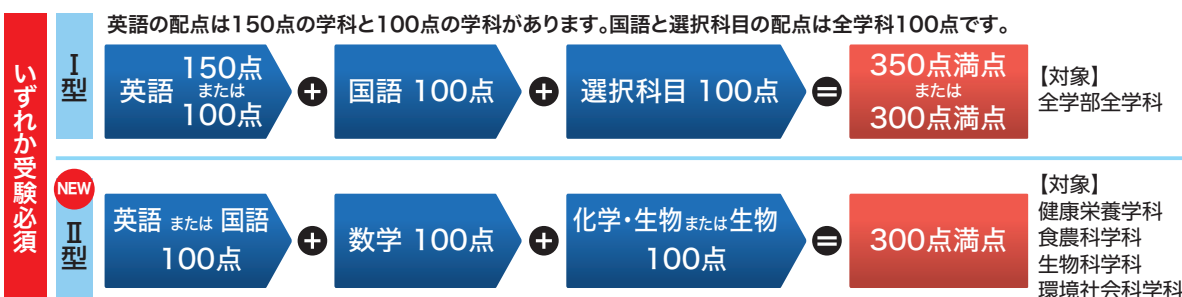 英語の配点は150点の学科と100点の学科があります。国語と選択科目の配点は全学科100点です。
いずれか受験必須
Ⅰ型
英語 150点
または
100点
+
国語 100点
+
選択科目 100点
=
350点満点
または
300点満点
【対象】
全学部全学科
NEW
Ⅱ型
英語 または 国語
100点
+
数学 100点
+
化学・生物または生物
100点
=
300点満点
【対象】
健康栄養学科
食農科学科
生物科学科
環境社会科学科